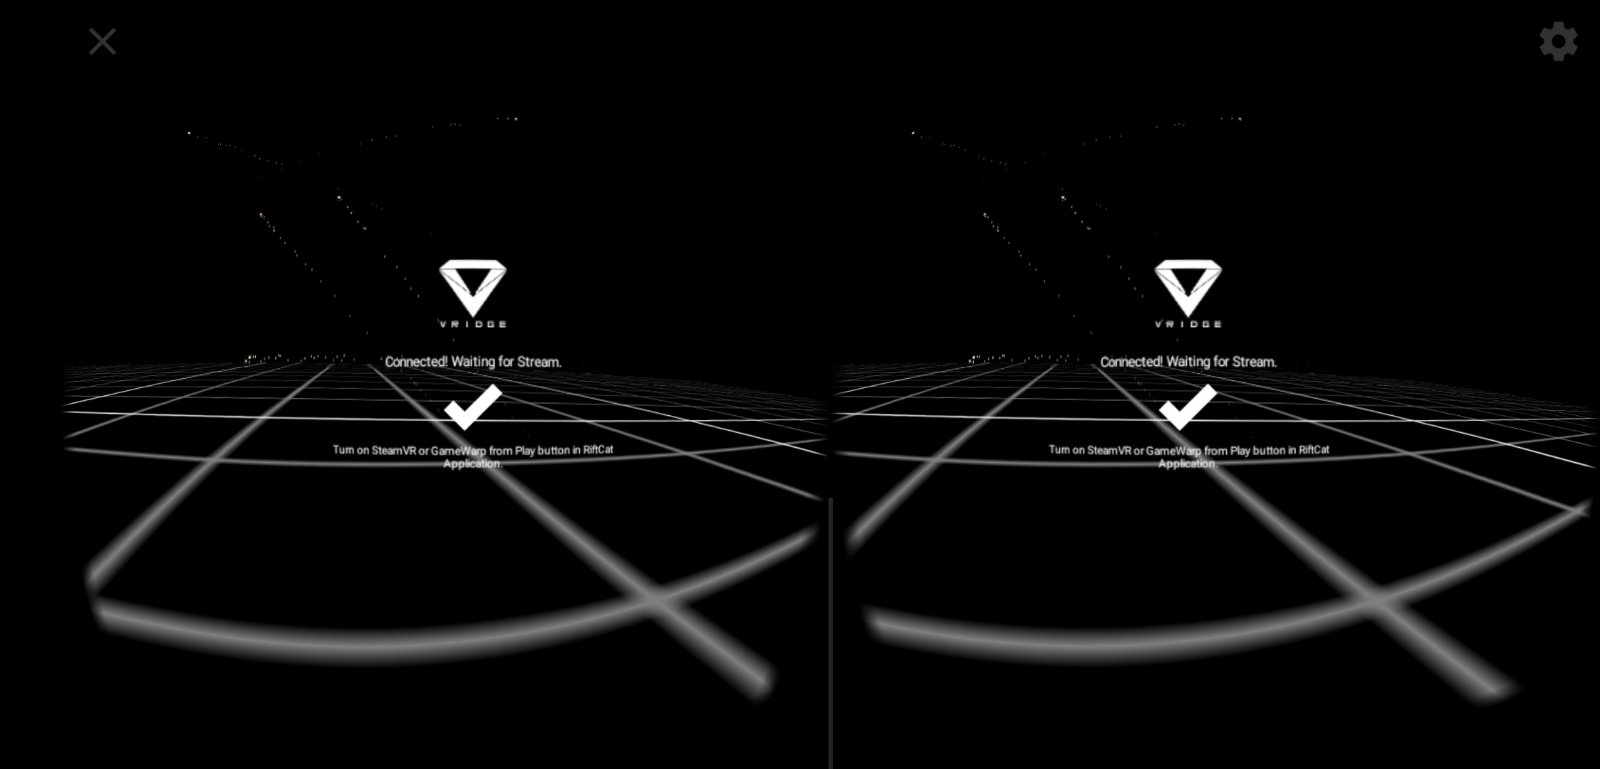 VRIDGE
Connected! Waiting for Stream.
Turn on SteamVR or GameWarp from Play button in RiftCat
Application.
VRIDGE
Connected! Waiting for Stream.
Turn on SteamVR or GameWarp from Play button in RiftCat
Application.